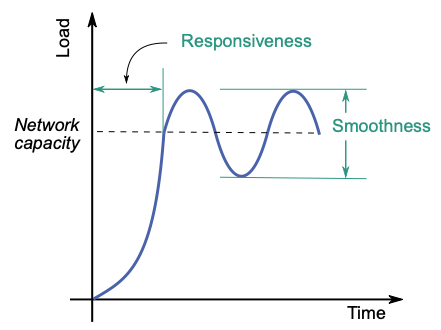 Load
Responsiveness
Network
capacity
Smoothness
Time